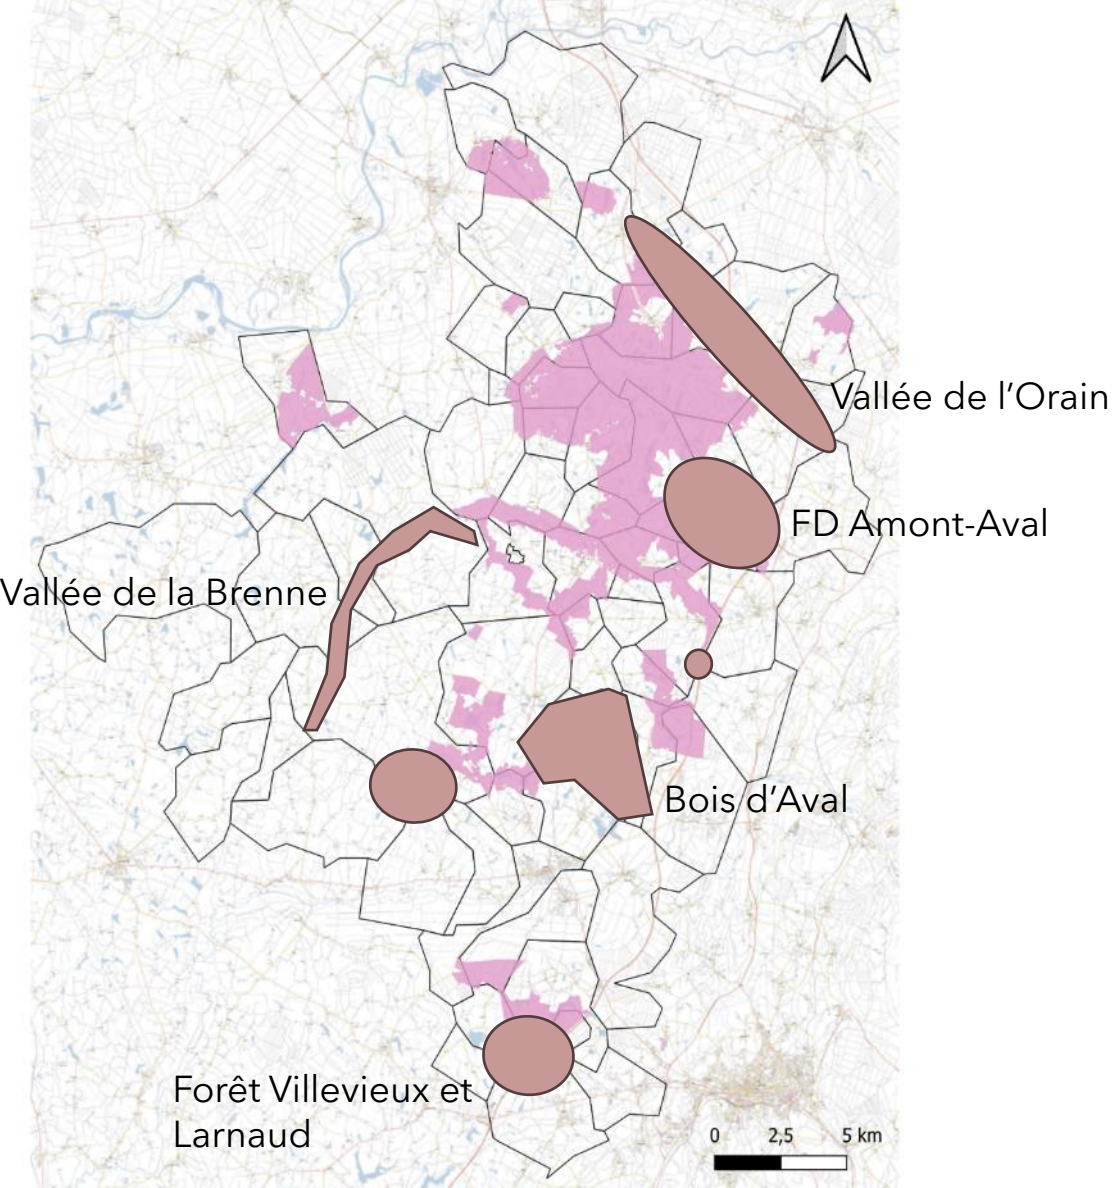 Vallée de l’Orain
FD Amont-Aval
Vallée de la Brenne
Bois d’Aval
Forêt Villevieux et
Larnaud
0 2,5 5 km